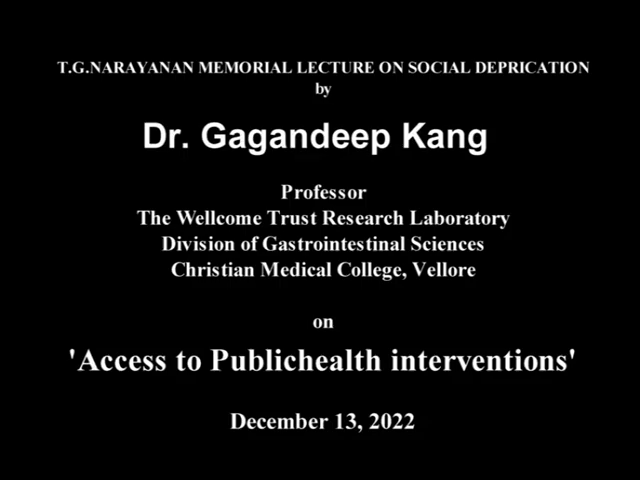 T.G.NARAYANAN MEMORIAL LECTURE ON SOCIAL DEPRICATION
by
Dr. Gagandeep Kang
Professor
The Wellcome Trust Research Laboratory
Division of Gastrointestinal Sciences
Christian Medical College, Vellore
on
'Access to Publichealth interventions'
December 13, 2022